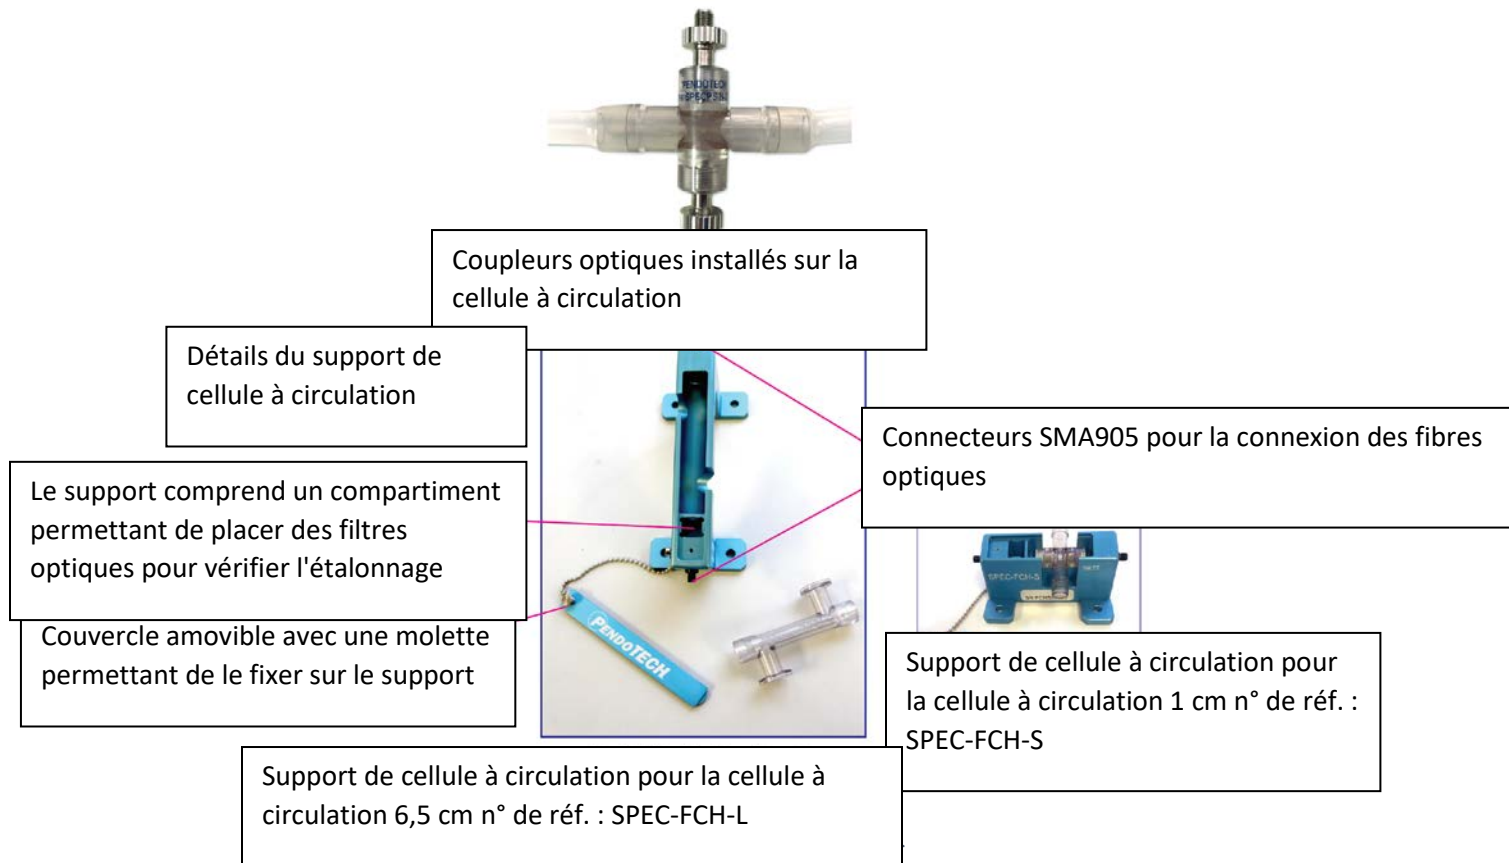 PENDOTECH
Coupleurs optiques installés sur la
cellule à circulation
Détails du support de
cellule à circulation
Connecteurs SMA905 pour la connexion des fibres
optiques
Le support comprend un compartiment
permettant de placer des filtres
optiques pour vérifier l'étalonnage
Couvercle amovible avec une molette
permettant de le fixer sur le support
PENDOTECH
SPEC-FCH-S
Support de cellule à circulation pour
la cellule à circulation 1 cm n° de réf. :
SPEC-FCH-S
Support de cellule à circulation pour la cellule à
circulation 6,5 cm n° de réf. : SPEC-FCH-L